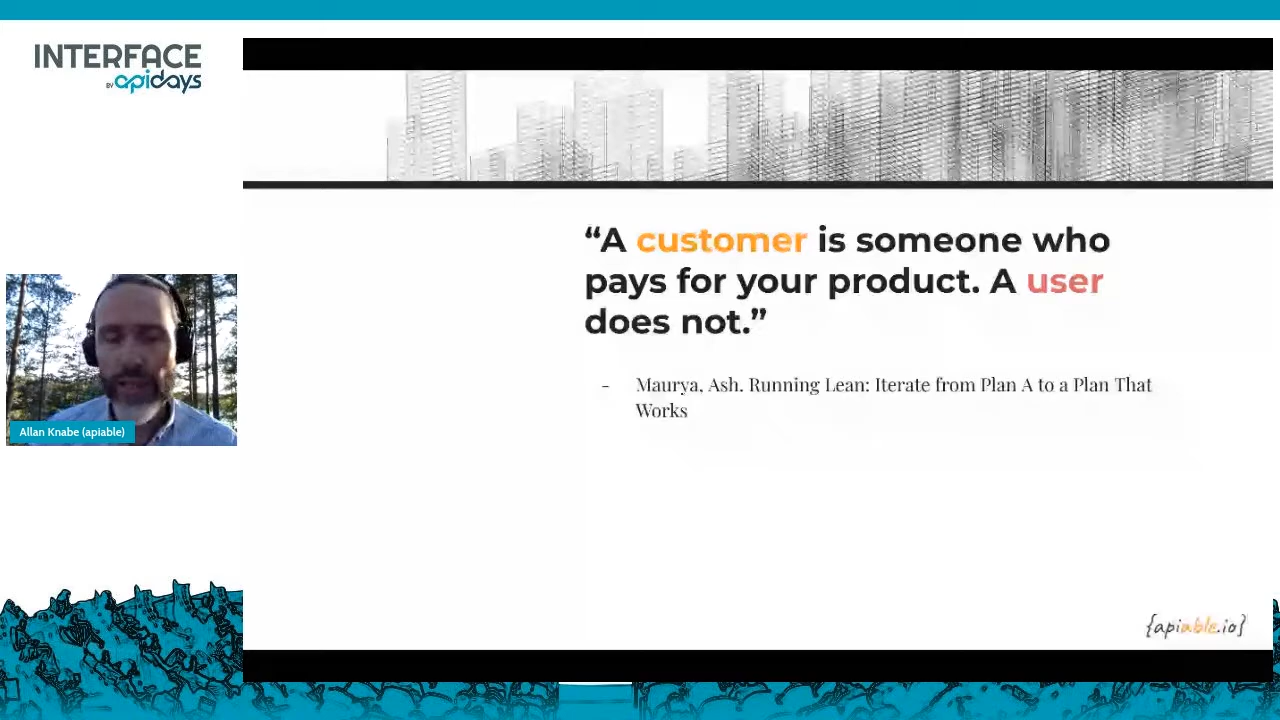 INTERFACE
BY apidays
“A customer is someone who
pays for your product. A user
does not.”
- Maurya, Ash. Running Lean: Iterate from Plan A to a Plan That
Works
Allan Knabe (apiable)
{apiable.io}